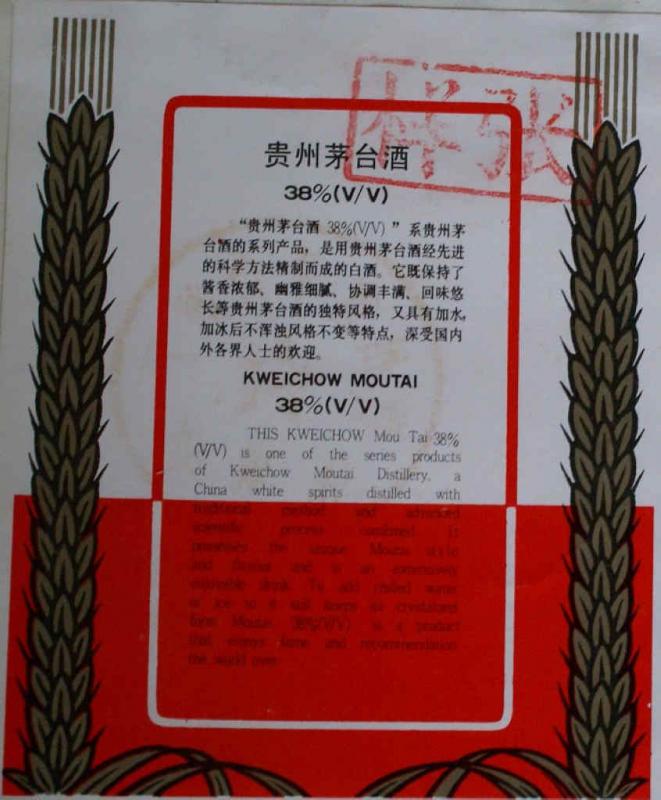 样张
贵州茅台酒
38%(V/V)
“贵州茅台酒 38%(V/V)”系贵州茅
台酒的系列产品，是用贵州茅台酒经先进
的科学方法精制而成的白酒。它既保持了
酱香浓郁、幽雅细腻、协调丰满、回味悠
长等贵州茅台酒的独特风格，又具有加水，
加冰后不浑浊风格不变等特点，深受国内
外各界人士的欢迎。
KWEICHOW MOUTAI
38%(V/V)
THIS KWEICHOW Mou Tai 38%
(V/V) is one of the series products
of Kweichow Moutai Distillery, a
China white spirits distilled with
traditional method and advanced
scientific process combined. It
possesses the unique Moutai style
and flavour and is an extremely
enjoyable drink. To add chilled water
or ice to it still keeps its
form. Moutai 38%(V/V) is a product
that enjoys fame and recommendation
the world over.